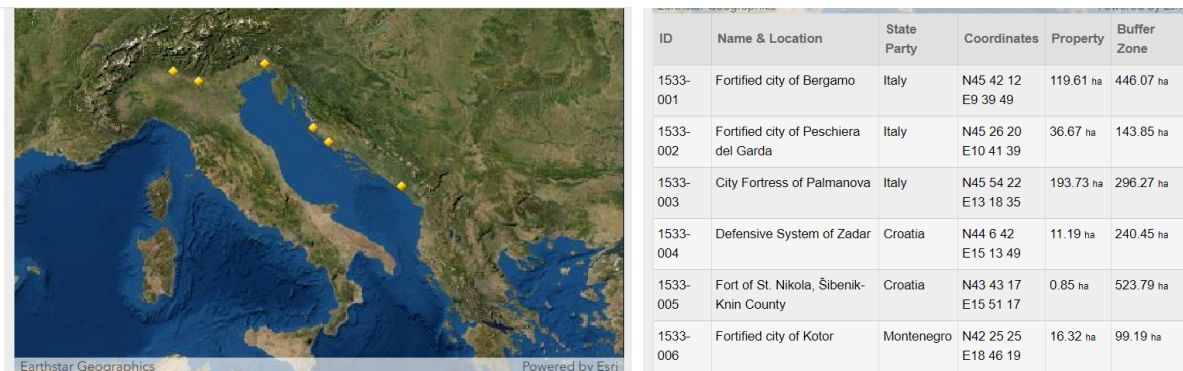 Earthstar Geographics
Powered by Esri
Earthstar Geographics
ID Name & Location State Party Coordinates Property Buffer Zone
1533-001 Fortified city of Bergamo Italy N45 42 12 E9 39 49 119.61 ha 446.07 ha
1533-002 Fortified city of Peschiera del Garda Italy N45 26 20 E10 41 39 36.67 ha 143.85 ha
1533-003 City Fortress of Palmanova Italy N45 54 22 E13 18 35 193.73 ha 296.27 ha
1533-004 Defensive System of Zadar Croatia N44 6 42 E15 13 49 11.19 ha 240.45 ha
1533-005 Fort of St. Nikola, Šibenik-Knin County Croatia N43 43 17 E15 51 17 0.85 ha 523.79 ha
1533-006 Fortified city of Kotor Montenegro N42 25 25 E18 46 19 16.32 ha 99.19 ha